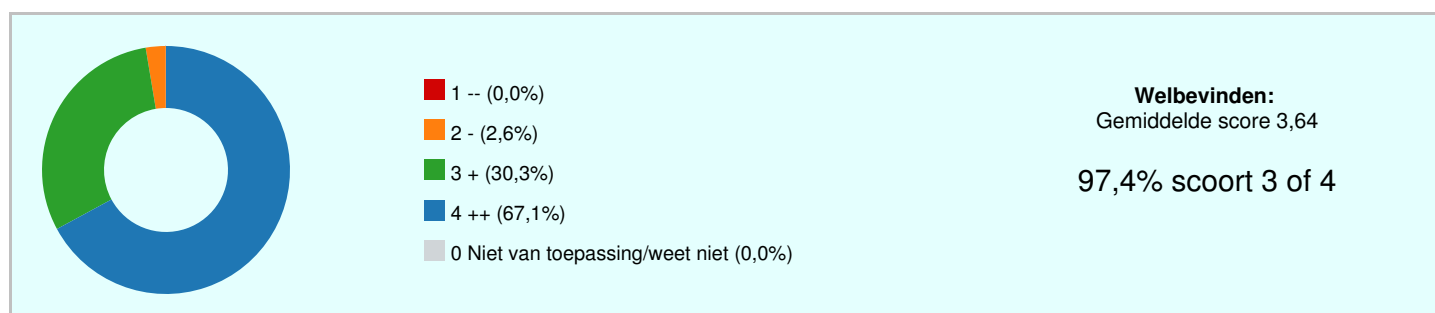 1 -- (0,0%)
2 - (2,6%)
3 + (30,3%)
4 ++ (67,1%)
0 Niet van toepassing/weet niet (0,0%)
Welbevinden:
Gemiddelde score 3,64
97,4% scoort 3 of 4